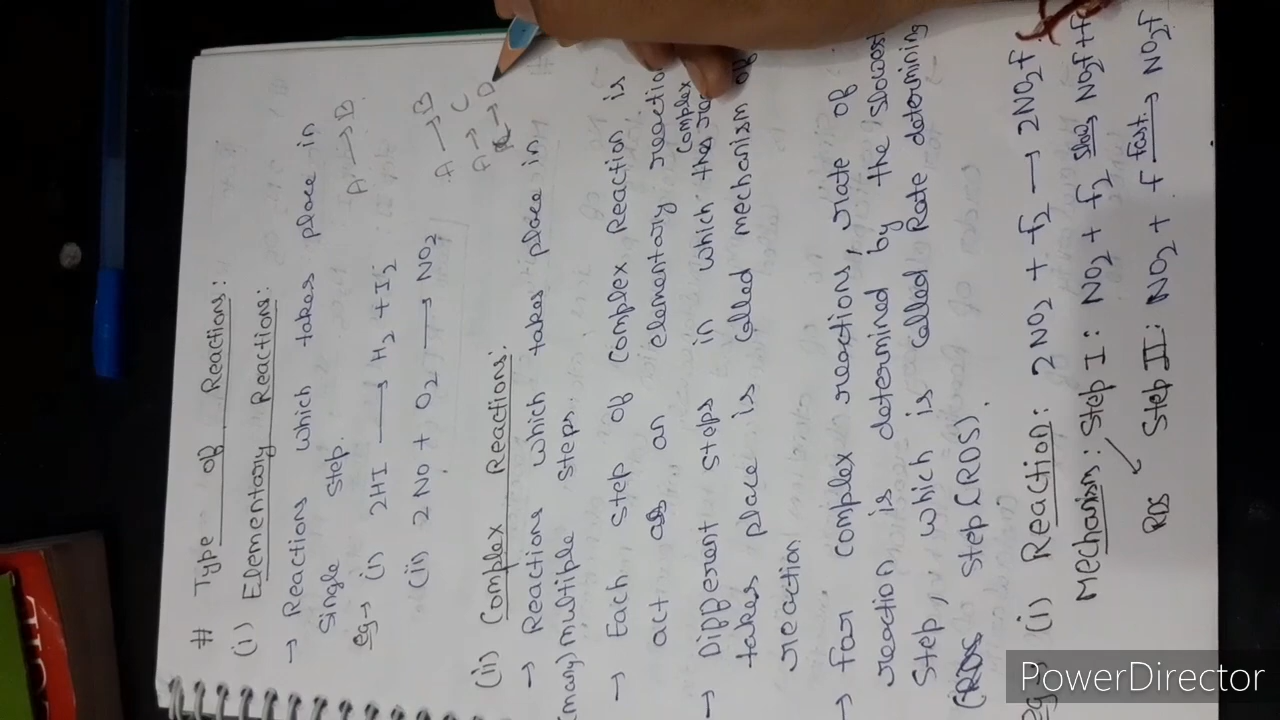 # Type of Reactions:
(i) Elementary Reactions:
→ Reactions which takes place in
single step. A → B
eg→ (i) 2HI → H2 + I2
(ii) 2NO + O2 → NO2
A → B
A → C
→ D
(ii) Complex Reactions:
→ Reactions which takes place in
(many) multiple steps.
→ Each step of complex Reaction is
act as an elementary reaction
→ Different steps in which the complex
takes place is called mechanism of
reaction
→ for complex reactions, rate of
reaction is determined by the slowest
step, which is called Rate determining
step (RDS)
eg → (i) Reaction: 2NO2 + f2 → 2NO2f
Mechanism: Step I: NO2 + f2 slow NO2f + f
RDS Step II: NO2 + f fast→ NO2f
PowerDirector